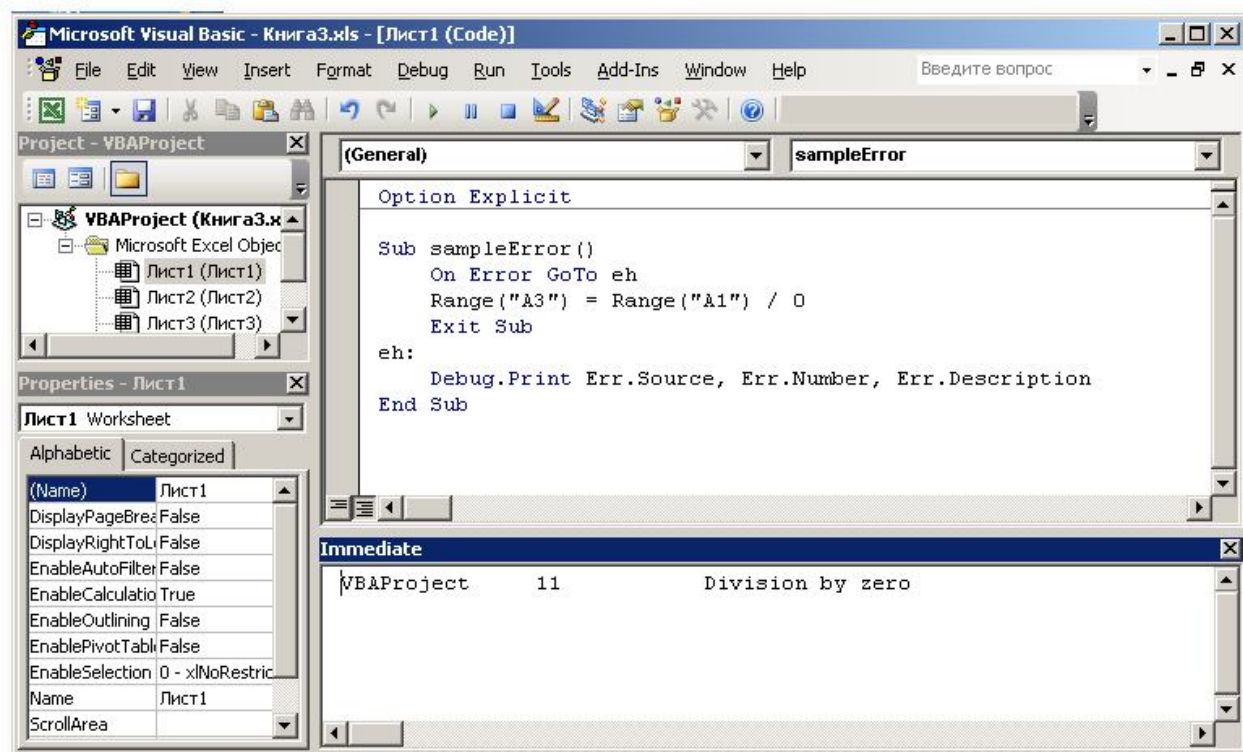 Microsoft Visual Basic - Книга3.xls - [Лист1 (Code)]
File Edit View Insert Format Debug Run Tools Add-Ins Window Help Введите вопрос
Project - VBAProject
VBAProject (Книга3.x
Microsoft Excel Objec
Лист1 (Лист1)
Лист2 (Лист2)
Лист3 (Лист3)
Properties - Лист1
Лист1 Worksheet
Alphabetic Categorized
(Name) Лист1
DisplayPageBrea False
DisplayRightToL False
EnableAutoFilter False
EnableCalculatio True
EnableOutlining False
EnablePivotTabl False
EnableSelection 0 - xlNoRestric
Name Лист1
ScrollArea
(General) sampleError
Option Explicit
Sub sampleError()
On Error GoTo eh
Range("A3") = Range("A1") / 0
Exit Sub
eh:
Debug.Print Err.Source, Err.Number, Err.Description
End Sub
Immediate
VBAProject 11 Division by zero